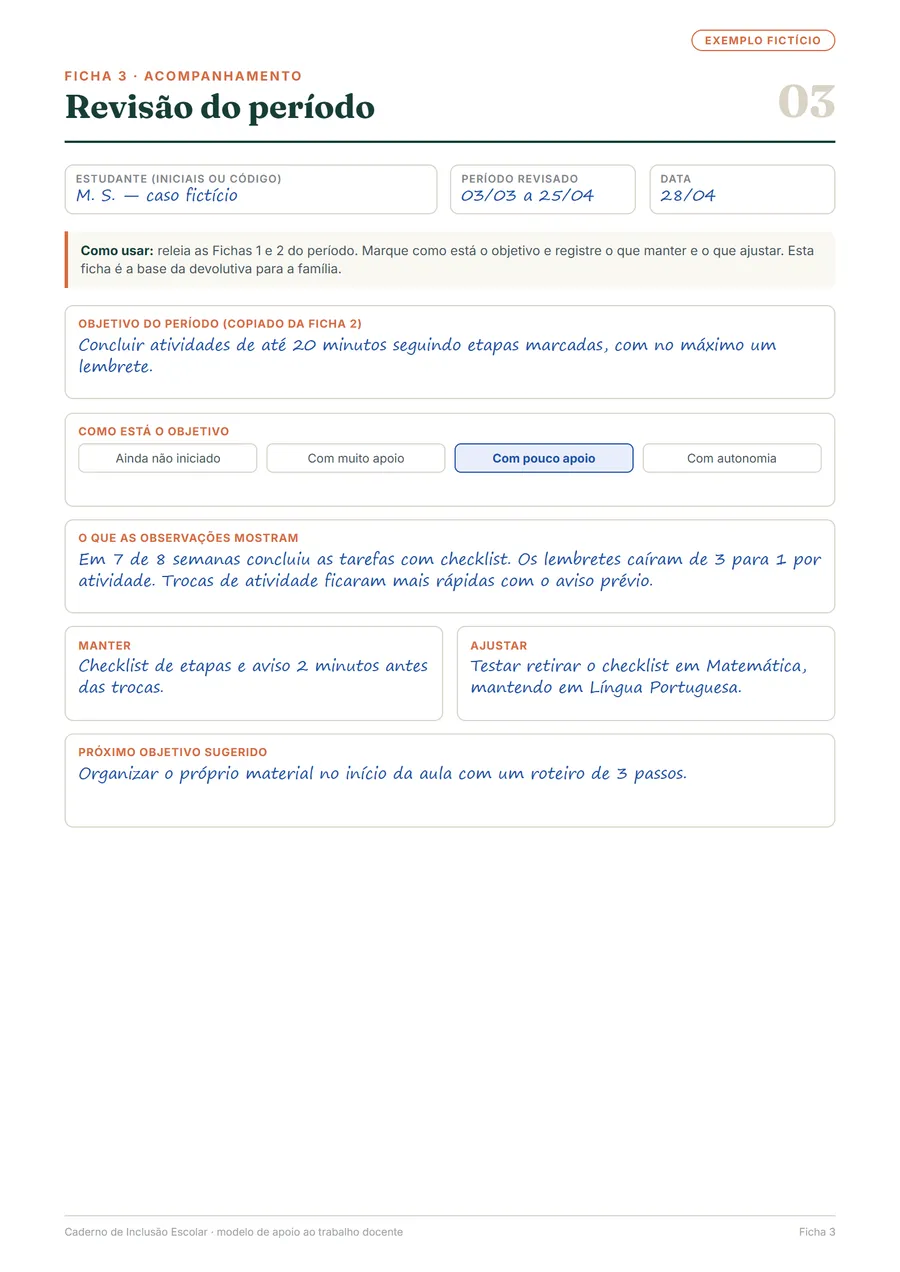 EXEMPLO FICTÍCIO
FICHA 3 · ACOMPANHAMENTO
Revisão do período
03
ESTUDANTE (INICIAIS OU CÓDIGO)
M. S. — caso fictício
PERÍODO REVISADO
03/03 a 25/04
DATA
28/04
Como usar: releia as Fichas 1 e 2 do período. Marque como está o objetivo e registre o que manter e o que ajustar. Esta
ficha é a base da devolutiva para a família.
OBJETIVO DO PERÍODO (COPIADO DA FICHA 2)
Concluir atividades de até 20 minutos seguindo etapas marcadas, com no máximo um
lembrete.
COMO ESTÁ O OBJETIVO
Ainda não iniciado
Com muito apoio
Com pouco apoio
Com autonomia
O QUE AS OBSERVAÇÕES MOSTRAM
Em 7 de 8 semanas concluiu as tarefas com checklist. Os lembretes caíram de 3 para 1 por
atividade. Trocas de atividade ficaram mais rápidas com o aviso prévio.
MANTER
Checklist de etapas e aviso 2 minutos antes
das trocas.
AJUSTAR
Testar retirar o checklist em Matemática,
mantendo em Língua Portuguesa.
PRÓXIMO OBJETIVO SUGERIDO
Organizar o próprio material no início da aula com um roteiro de 3 passos.
Caderno de Inclusão Escolar · modelo de apoio ao trabalho docente
Ficha 3